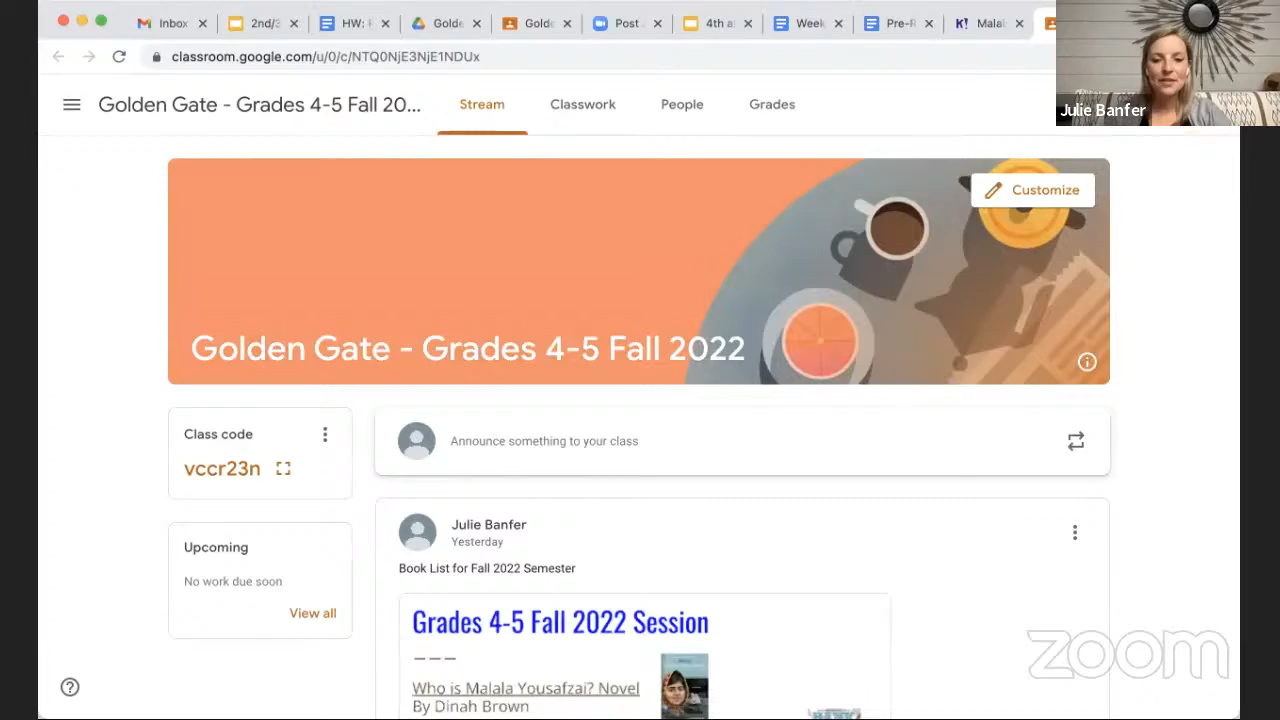 Inbox
2nd/3
HW: F
Golde
Golde
Post
4th a
Week
Pre-R
K! Mala
classroom.google.com/u/0/c/NTQ0NjE3NjE1NDUx
Julie Banfer
Golden Gate - Grades 4-5 Fall 20...
Stream
Classwork
People
Grades
Customize
Golden Gate - Grades 4-5 Fall 2022
Class code
vccr23n
Announce something to your class
Upcoming
No work due soon
View all
Julie Banfer
Yesterday
Book List for Fall 2022 Semester
Grades 4-5 Fall 2022 Session
Who is Malala Yousafzai? Novel
By Dinah Brown
zoom